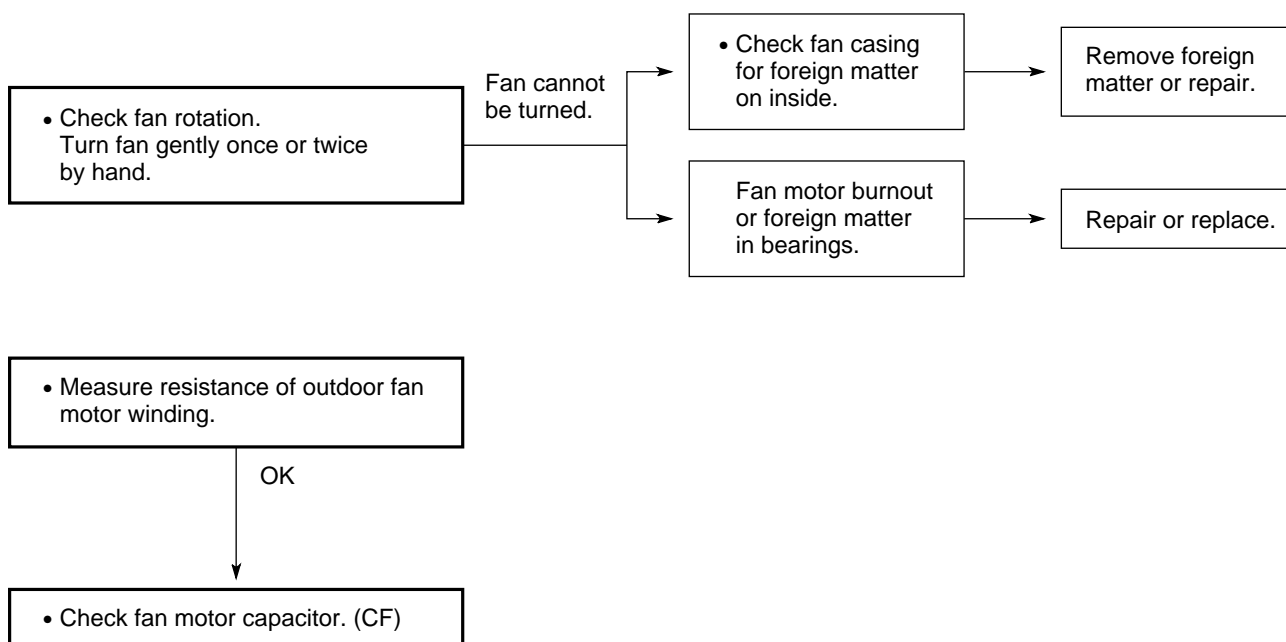 • Check fan rotation.
Turn fan gently once or twice
by hand.
Fan cannot
be turned.
• Check fan casing
for foreign matter
on inside.
Remove foreign
matter or repair.
Fan motor burnout
or foreign matter
in bearings.
Repair or replace.
• Measure resistance of outdoor fan
motor winding.
OK
• Check fan motor capacitor. (CF)